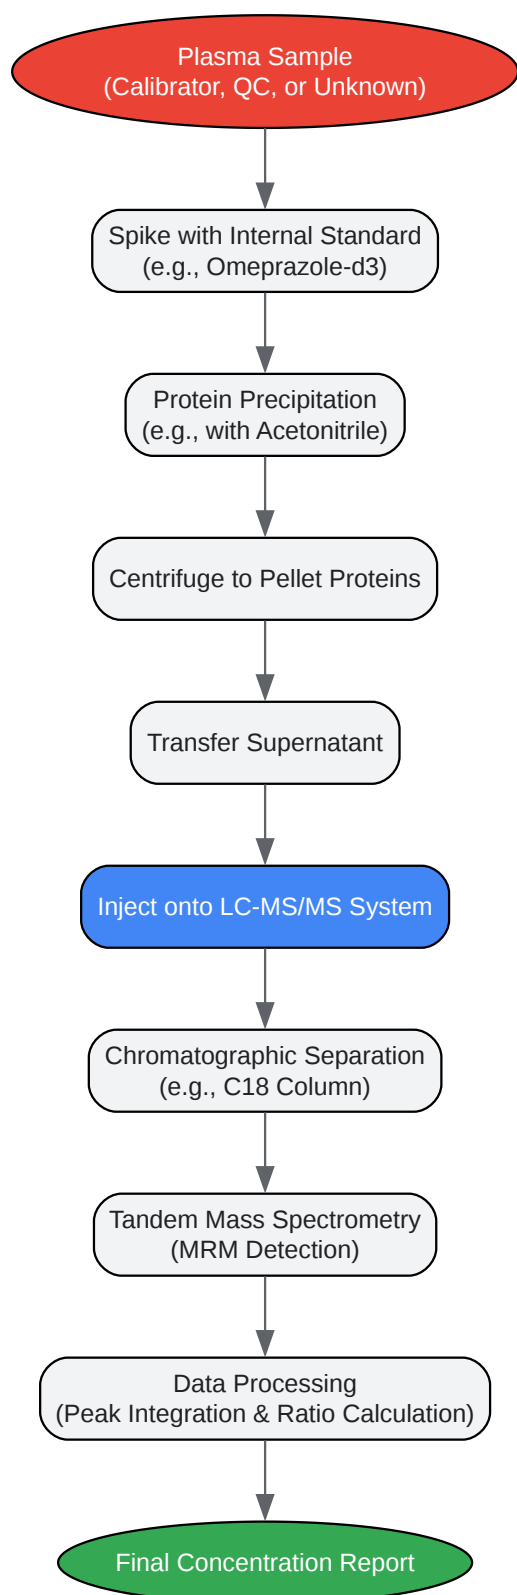 Plasma Sample
(Calibrator, QC, or Unknown)
Spike with Internal Standard
(e.g., Omeprazole-d3)
Protein Precipitation
(e.g., with Acetonitrile)
Centrifuge to Pellet Proteins
Transfer Supernatant
Inject onto LC-MS/MS System
Chromatographic Separation
(e.g., C18 Column)
Tandem Mass Spectrometry
(MRM Detection)
Data Processing
(Peak Integration & Ratio Calculation)
Final Concentration Report